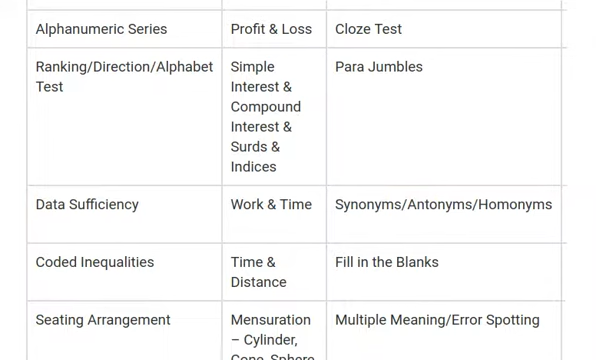 Alphanumeric Series
Profit & Loss
Cloze Test
Ranking/Direction/Alphabet
Test
Simple
Interest &
Compound
Interest &
Surds &
Indices
Para Jumbles
Data Sufficiency
Work & Time
Synonyms/Antonyms/Homonyms
Coded Inequalities
Time &
Distance
Fill in the Blanks
Seating Arrangement
Mensuration
– Cylinder,
Cone, Sphere
Multiple Meaning/Error Spotting